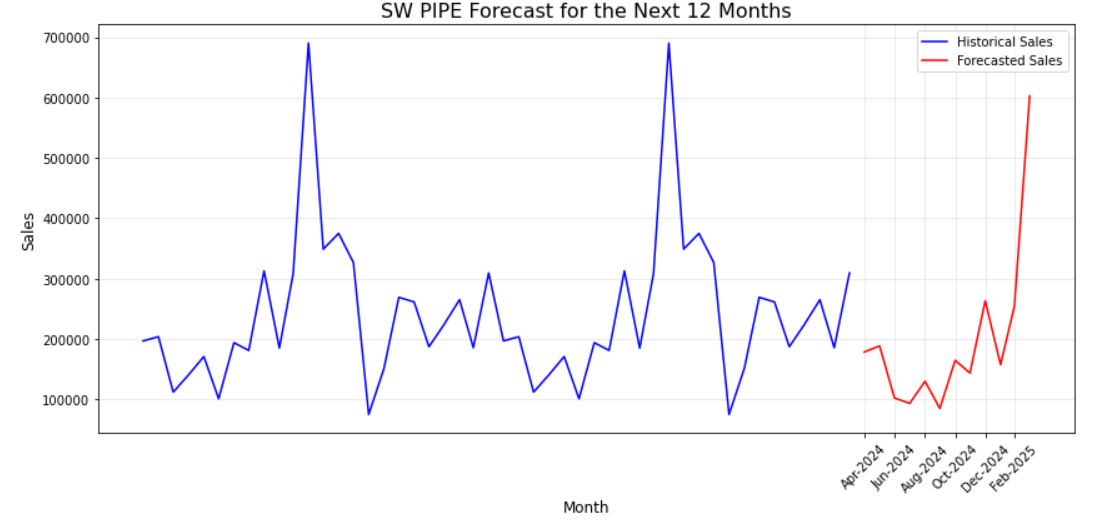 SW PIPE Forecast for the Next 12 Months
Historical Sales
Forecasted Sales
700000
600000
500000
400000
300000
200000
100000
Sales
Apr-2024
Jun-2024
Aug-2024
Oct-2024
Dec-2024
Feb-2025
Month